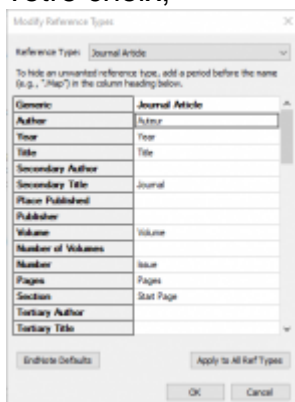 votre choix,
Modify Reference Types
Reference Type: Journal Article
To hide an unwanted reference type, add a period before the name
(e.g., ".Map") in the column heading below.
Generic Journal Article
Author Auteur
Year Year
Title Title
Secondary Author
Secondary Title Journal
Place Published
Publisher
Volume Volume
Number of Volumes
Number Issue
Pages Pages
Section Start Page
Tertiary Author
Tertiary Title
EndNote Defaults Apply to All Ref Types
OK Cancel